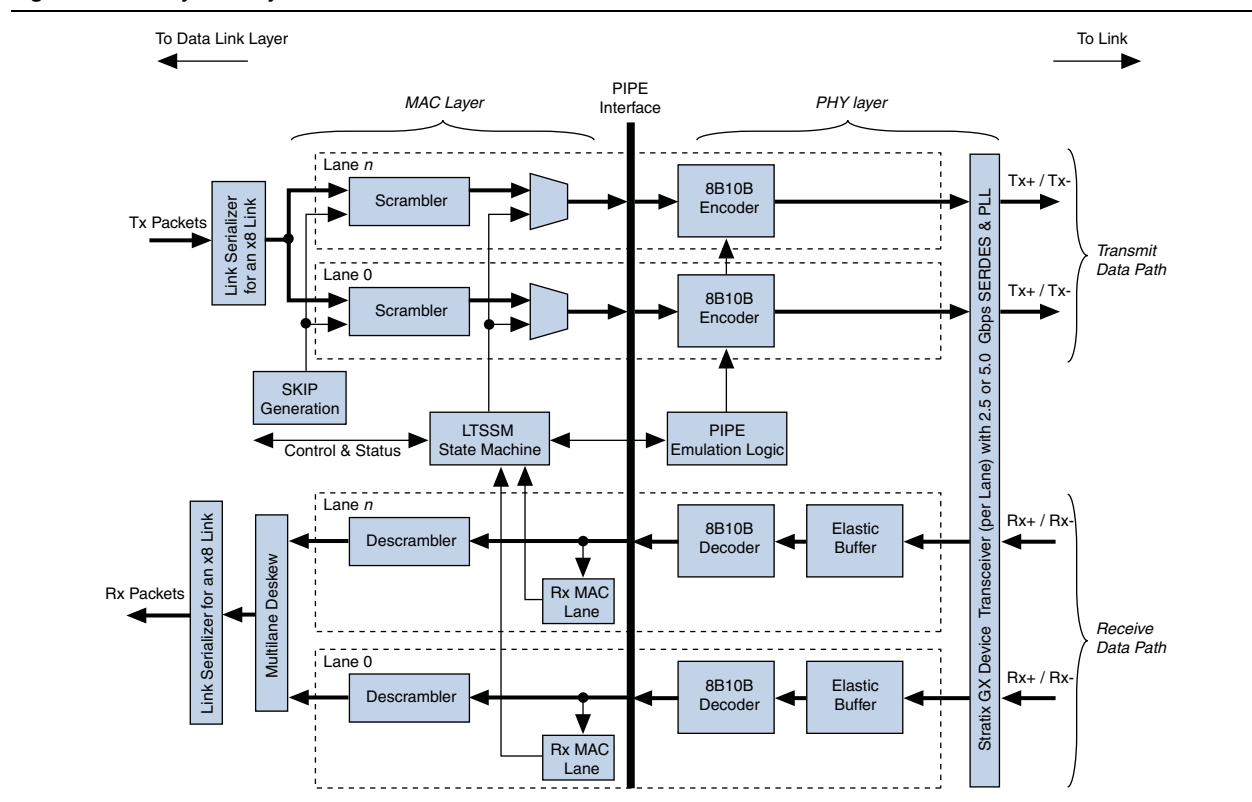 To Data Link Layer
To Link
PIPE
Interface
MAC Layer
PHY layer
Lane n
Scrambler
8B10B
Encoder
Tx+ / Tx-
Tx Packets
Link Serializer
for an x8 Link
Lane 0
Scrambler
8B10B
Encoder
Tx+ / Tx-
Transmit
Data Path
SKIP
Generation
Control & Status
LTSSM
State Machine
PIPE
Emulation Logic
Stratix GX Device Transceiver (per Lane) with 2.5 or 5.0 Gbps SERDES & PLL
Lane n
Descrambler
8B10B
Decoder
Elastic
Buffer
Rx+ / Rx-
Rx MAC
Lane
Rx Packets
Link Serializer for an x8 Link
Multilane Deskew
Lane 0
Descrambler
8B10B
Decoder
Elastic
Buffer
Rx+ / Rx-
Rx MAC
Lane
Receive
Data Path